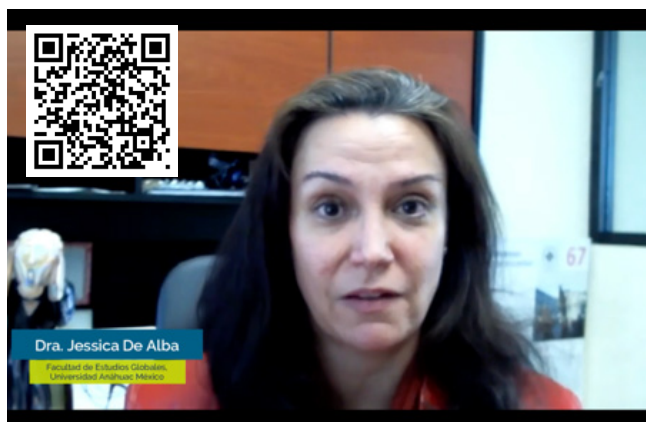 67
Dra. Jessica De Alba
Facultad de Estudios Globales,
Universidad Anáhuac México